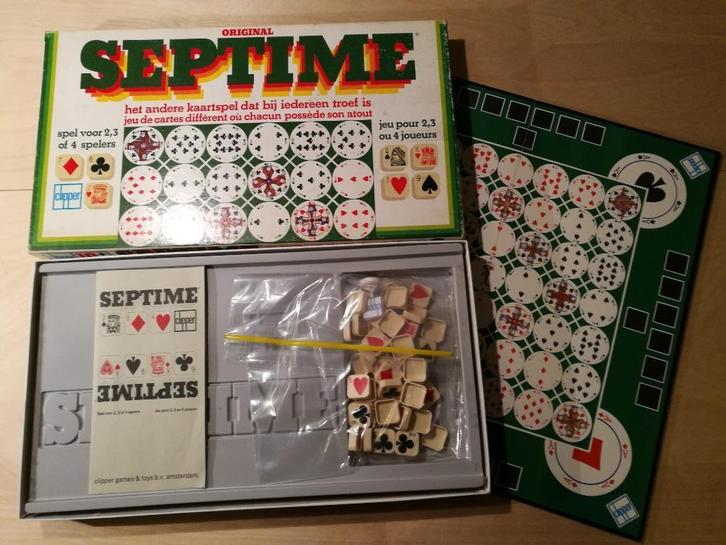 ORIGINAL
SEPTIME
het andere kaartspel dat bij iedereen troef is
jeu de cartes différent où chacun possède son atout
spel voor 2,3
of 4 spelers
jeu pour 2,3
ou 4 joueurs
clipper
SEPTIME
clipper
SEPTIME
clipper games & toys b.v. amsterdam.
SEPTIME
clipper
clipper